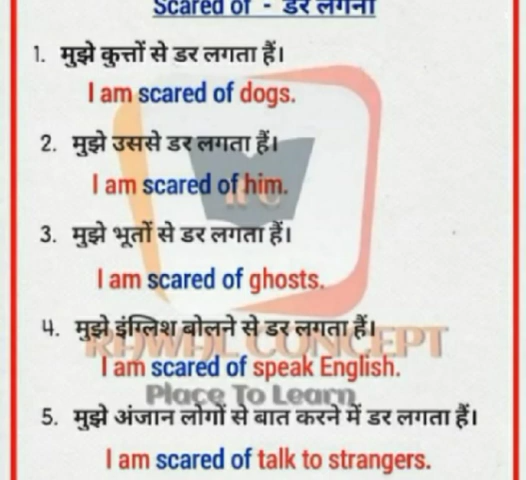 Scared of - डर लगना
1. मुझे कुत्तों से डर लगता हैं।
I am scared of dogs.
2. मुझे उससे डर लगता हैं।
I am scared of him.
3. मुझे भूतों से डर लगता हैं।
I am scared of ghosts.
4. मुझे इंग्लिश बोलने से डर लगता हैं।
CONCEPT
I am scared of speak English.
Place To Learn
5. मुझे अंजान लोगों से बात करने में डर लगता हैं।
I am scared of talk to strangers.